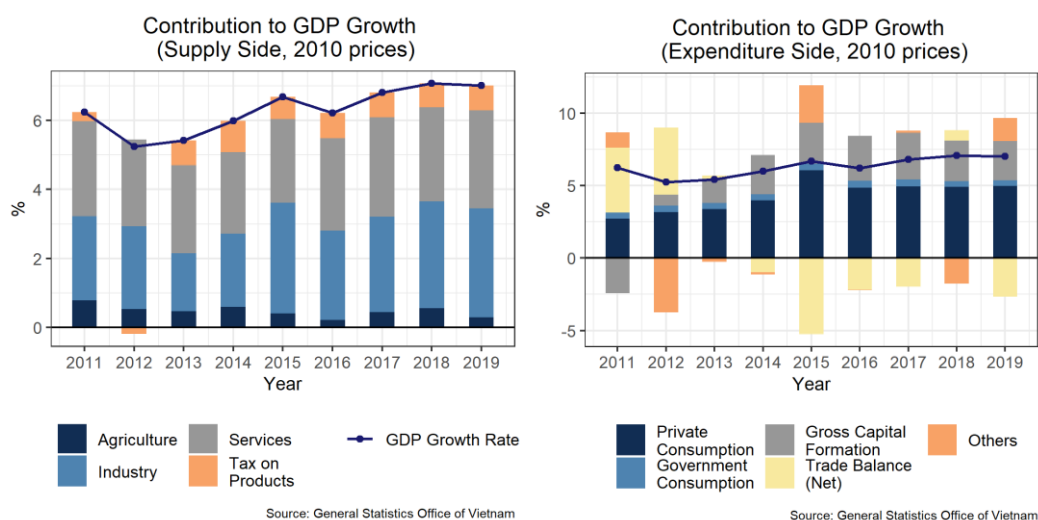 Contribution to GDP Growth
(Supply Side, 2010 prices)
6
4
2
0
%
2011 2012 2013 2014 2015 2016 2017 2018 2019
Year
Agriculture
Services
GDP Growth Rate
Industry
Tax on
Products
Source: General Statistics Office of Vietnam
Contribution to GDP Growth
(Expenditure Side, 2010 prices)
10
5
0
-5
%
2011 2012 2013 2014 2015 2016 2017 2018 2019
Year
Private
Consumption
Gross Capital
Formation
Others
Government
Consumption
Trade Balance
(Net)
Source: General Statistics Office of Vietnam